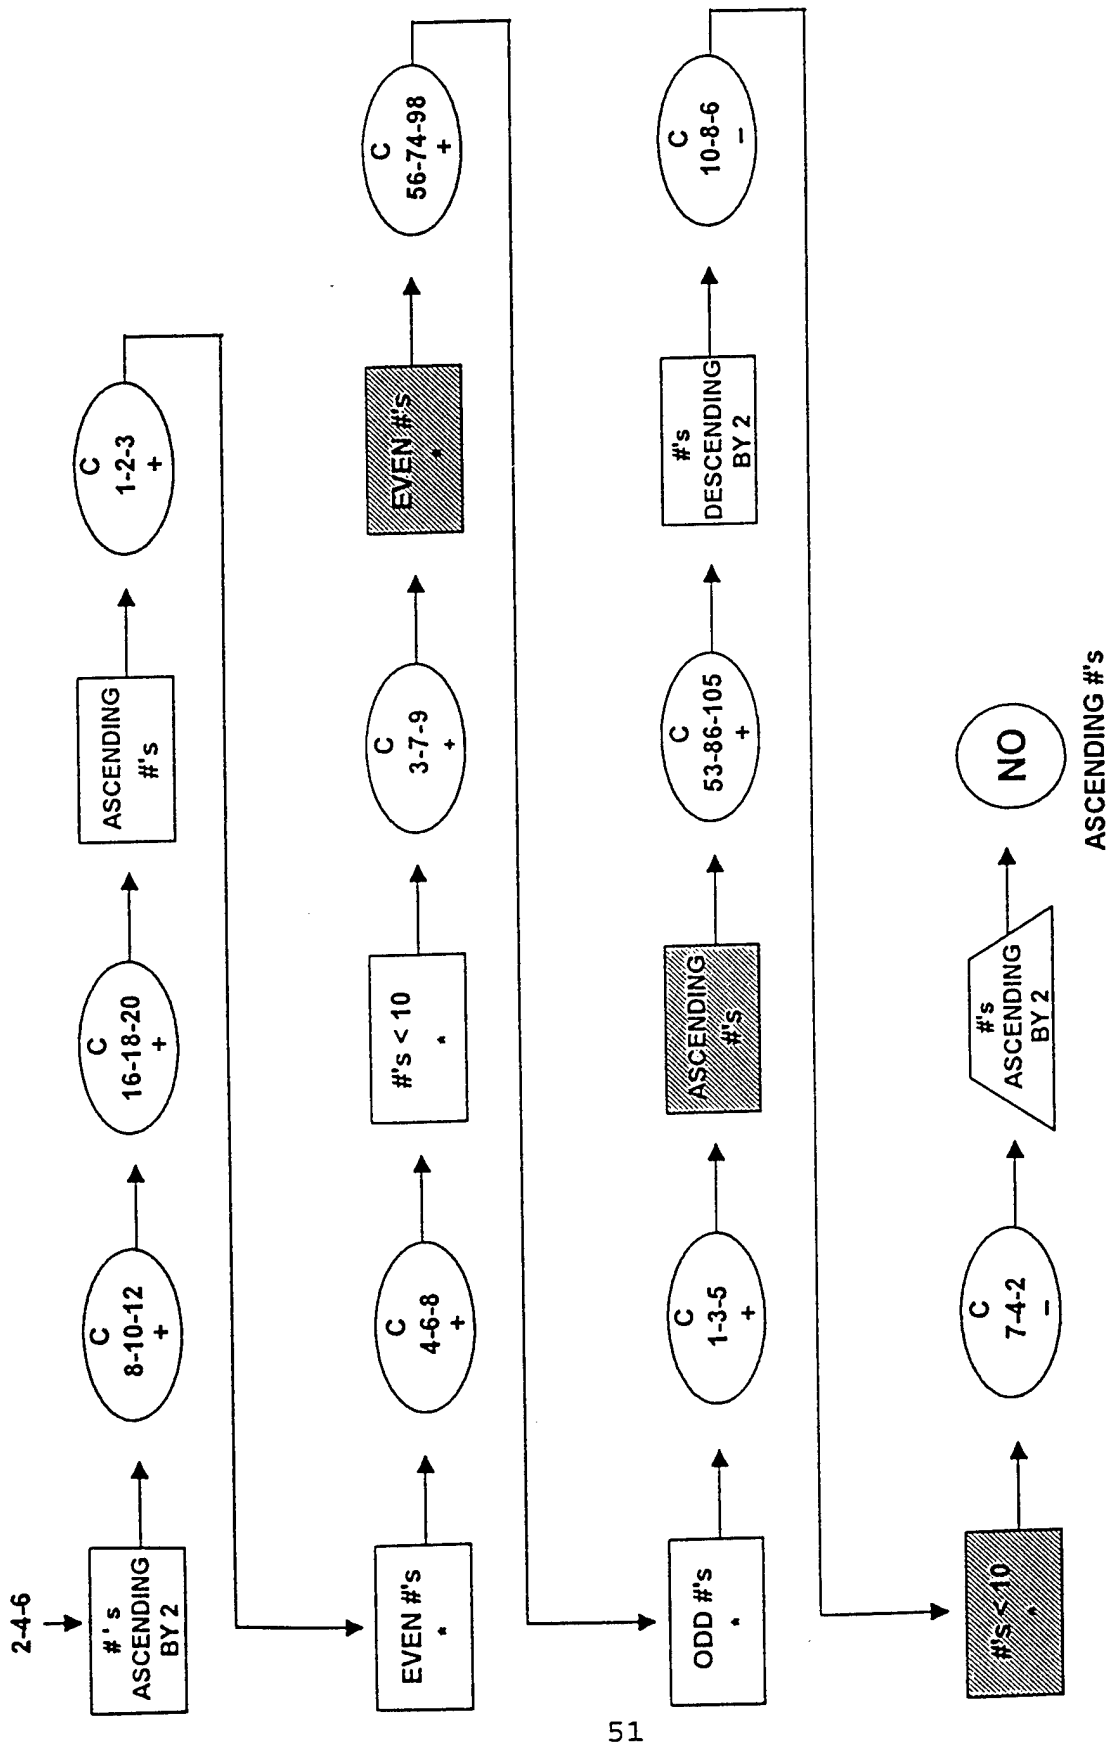 2-4-6
# ' s
ASCENDING
BY 2
C
8-10-12
+
C
16-18-20
+
ASCENDING
#'s
C
1-2-3
+
EVEN #'s
*
C
4-6-8
+
#'s < 10
*
C
3-7-9
+
EVEN #'s
*
C
56-74-98
+
ODD #'s
*
C
1-3-5
+
ASCENDING
#'s
C
53-86-105
+
#'s
DESCENDING
BY 2
C
10-8-6
–
#'s < 10
*
C
7-4-2
–
#'s
ASCENDING
BY 2
NO
ASCENDING #'s
51